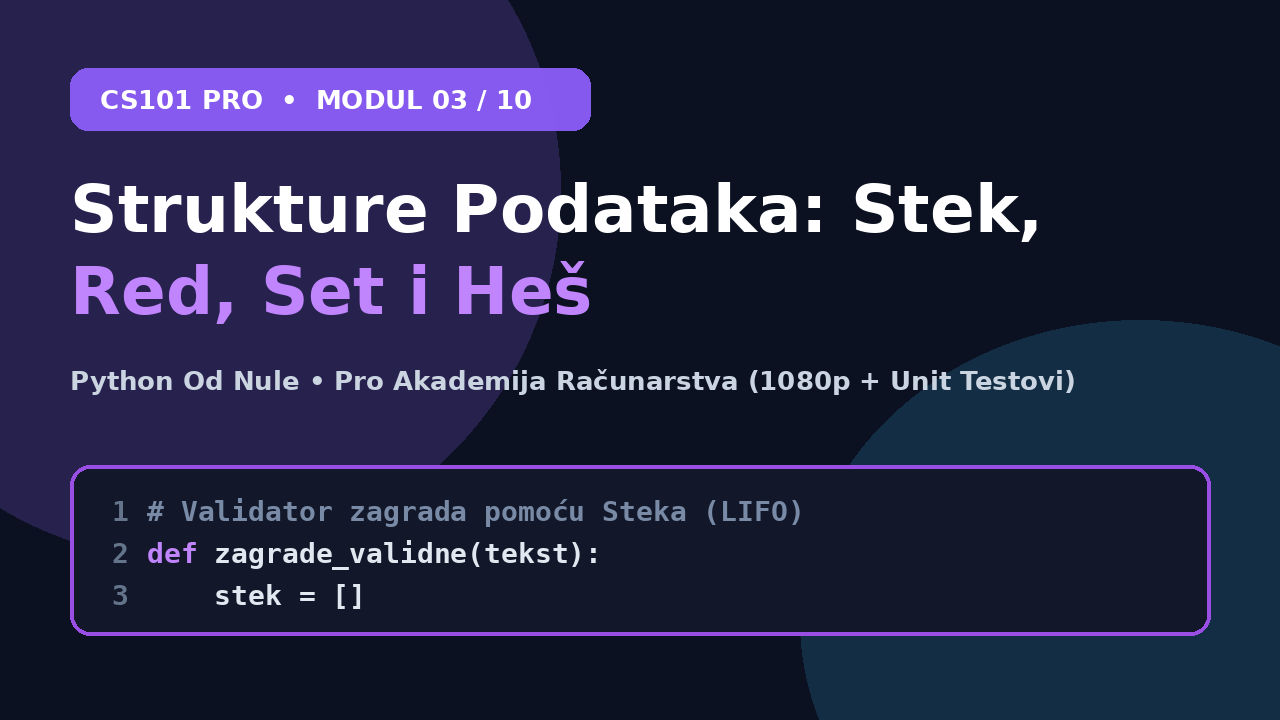 CS101 PRO • MODUL 03 / 10
Strukture Podataka: Stek,
Red, Set i Heš
Python Od Nule • Pro Akademija Računarstva (1080p + Unit Testovi)
1 # Validator zagrada pomoću Steka (LIFO)
2 def zagrade_validne(tekst):
3     stek = []